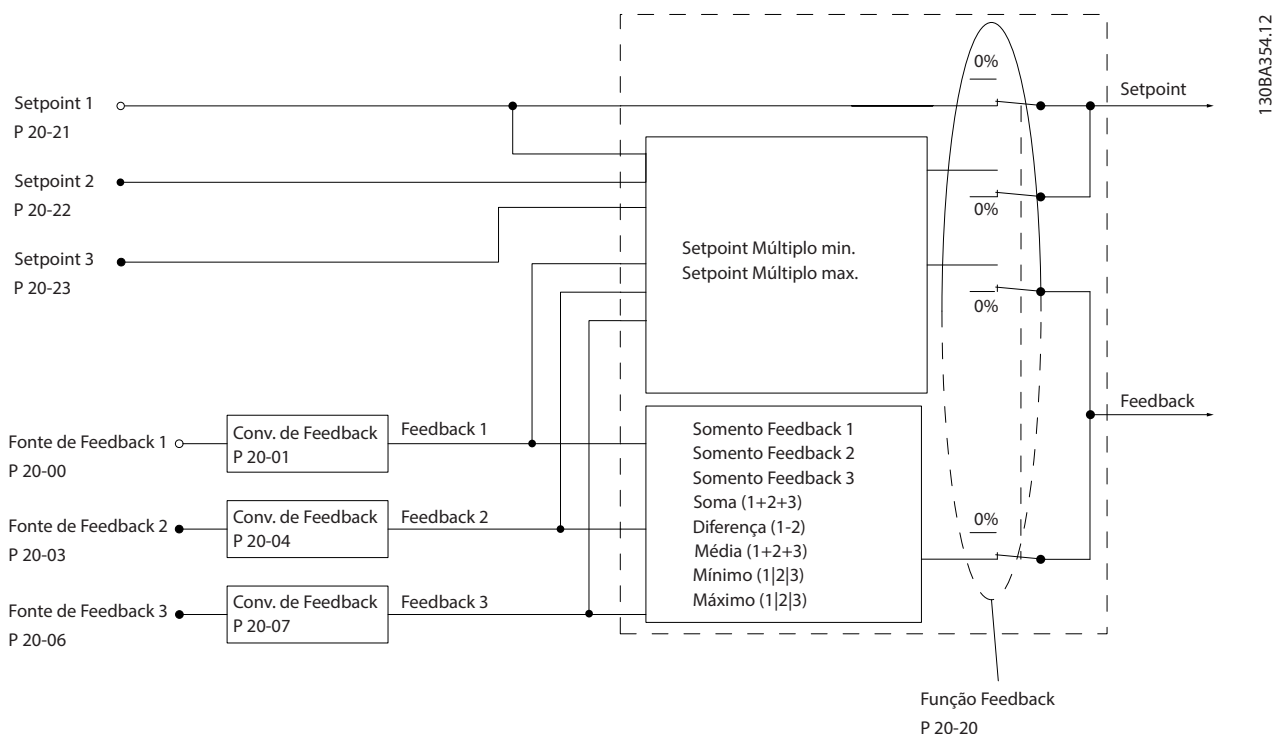 130BA354.12
0%
Setpoint
Setpoint 1
P 20-21
Setpoint 2
P 20-22
0%
Setpoint 3
P 20-23
Setpoint Múltiplo min.
Setpoint Múltiplo max.
0%
Feedback
Fonte de Feedback 1
P 20-00
Conv. de Feedback
P 20-01
Feedback 1
Fonte de Feedback 2
P 20-03
Conv. de Feedback
P 20-04
Feedback 2
Fonte de Feedback 3
P 20-06
Conv. de Feedback
P 20-07
Feedback 3
Somento Feedback 1
Somento Feedback 2
Somento Feedback 3
Soma (1+2+3)
Diferença (1-2)
Média (1+2+3)
Mínimo (1|2|3)
Máximo (1|2|3)
0%
Função Feedback
P 20-20